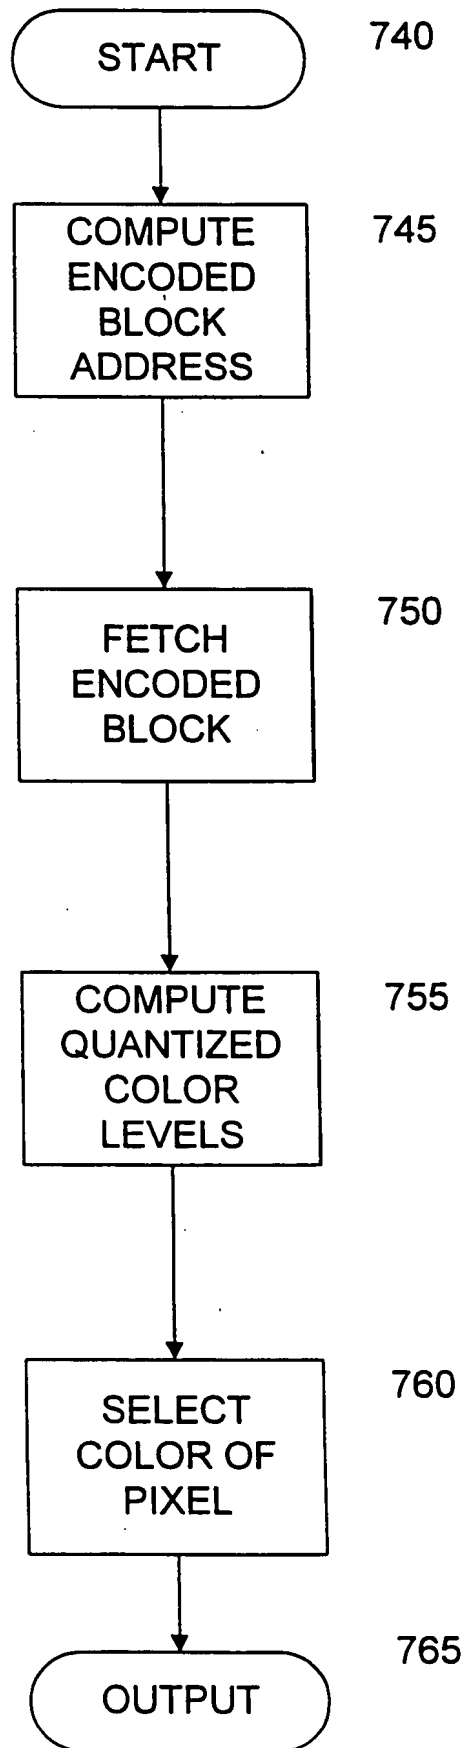 START
740
COMPUTE
ENCODED
BLOCK
ADDRESS
745
FETCH
ENCODED
BLOCK
750
COMPUTE
QUANTIZED
COLOR
LEVELS
755
SELECT
COLOR OF
PIXEL
760
OUTPUT
765